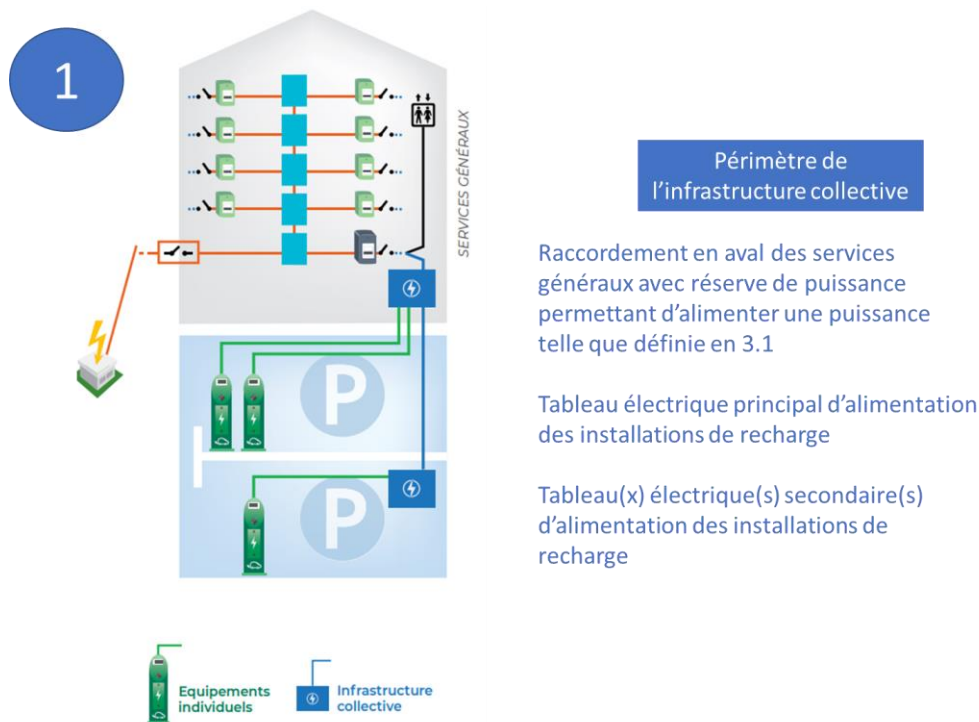 1
SERVICES GÉNÉRAUX
P
P
Périmètre de
l'infrastructure collective
Raccordement en aval des services
généraux avec réserve de puissance
permettant d'alimenter une puissance
telle que définie en 3.1
Tableau électrique principal d'alimentation
des installations de recharge
Tableau(x) électrique(s) secondaire(s)
d'alimentation des installations de
recharge
Equipements
individuels
Infrastructure
collective